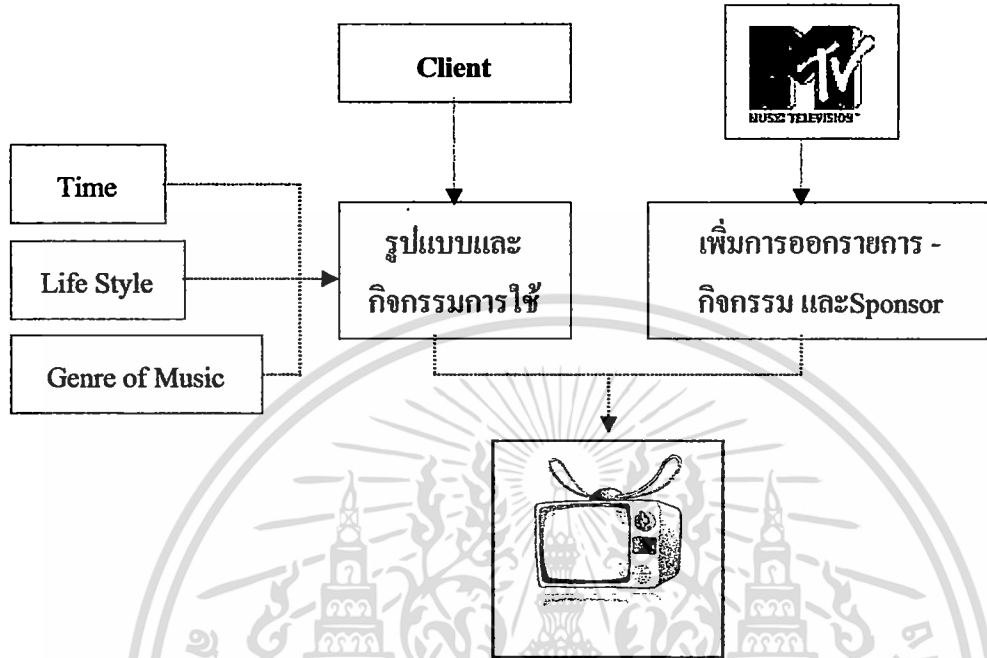 Client
MTV
MUSIC TELEVISION
Time
Life Style
Genre of Music
รูปแบบและ
กิจกรรมการใช้
เพิ่มการออกรายการ -
กิจกรรม และSponsor